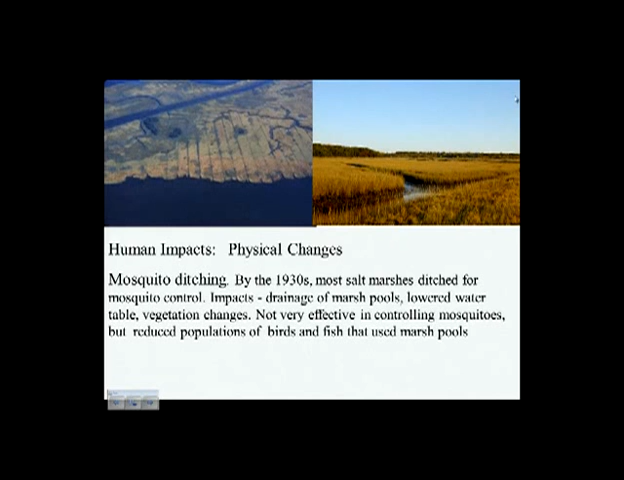 Human Impacts: Physical Changes
Mosquito ditching. By the 1930s, most salt marshes ditched for
mosquito control. Impacts - drainage of marsh pools, lowered water
table, vegetation changes. Not very effective in controlling mosquitoes,
but reduced populations of birds and fish that used marsh pools